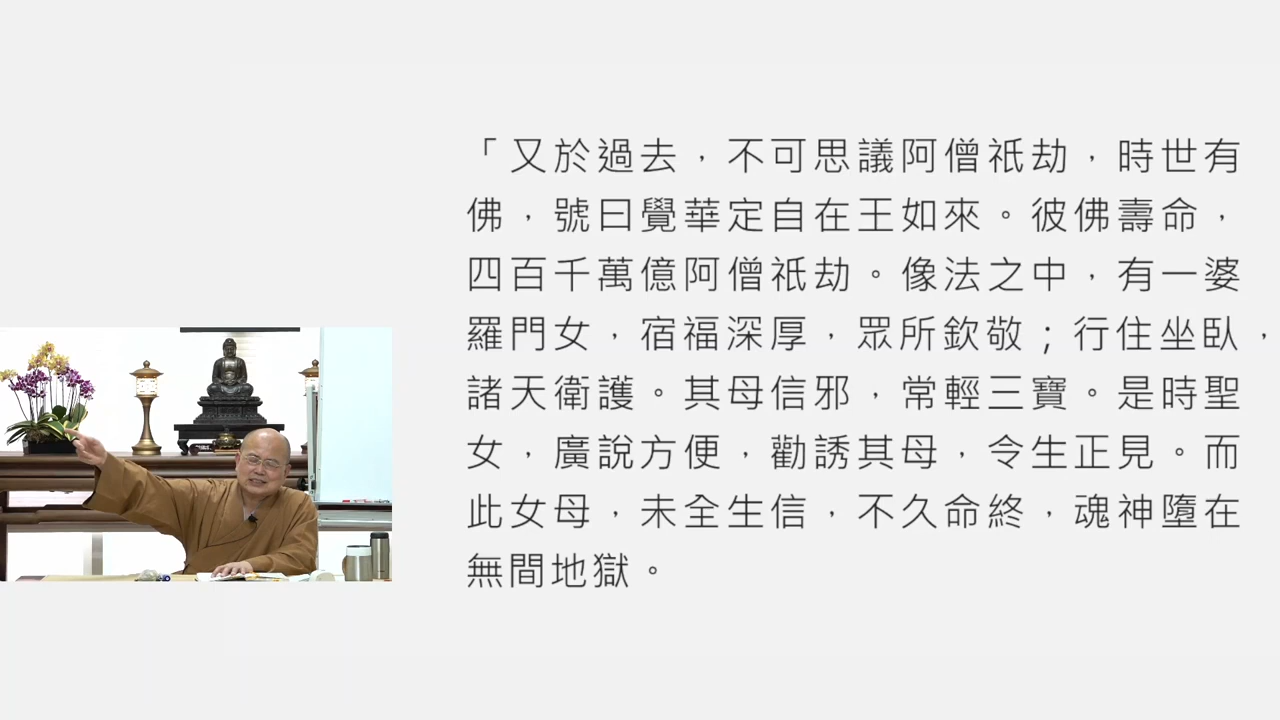 「又於過去，不可思議阿僧祇劫，時世有
佛，號曰覺華定自在王如來。彼佛壽命，
四百千萬億阿僧祇劫。像法之中，有一婆
羅門女，宿福深厚，眾所欽敬；行住坐臥，
諸天衛護。其母信邪，常輕三寶。是時聖
女，廣說方便，勸誘其母，令生正見。而
此女母，未全生信，不久命終，魂神墮在
無間地獄。